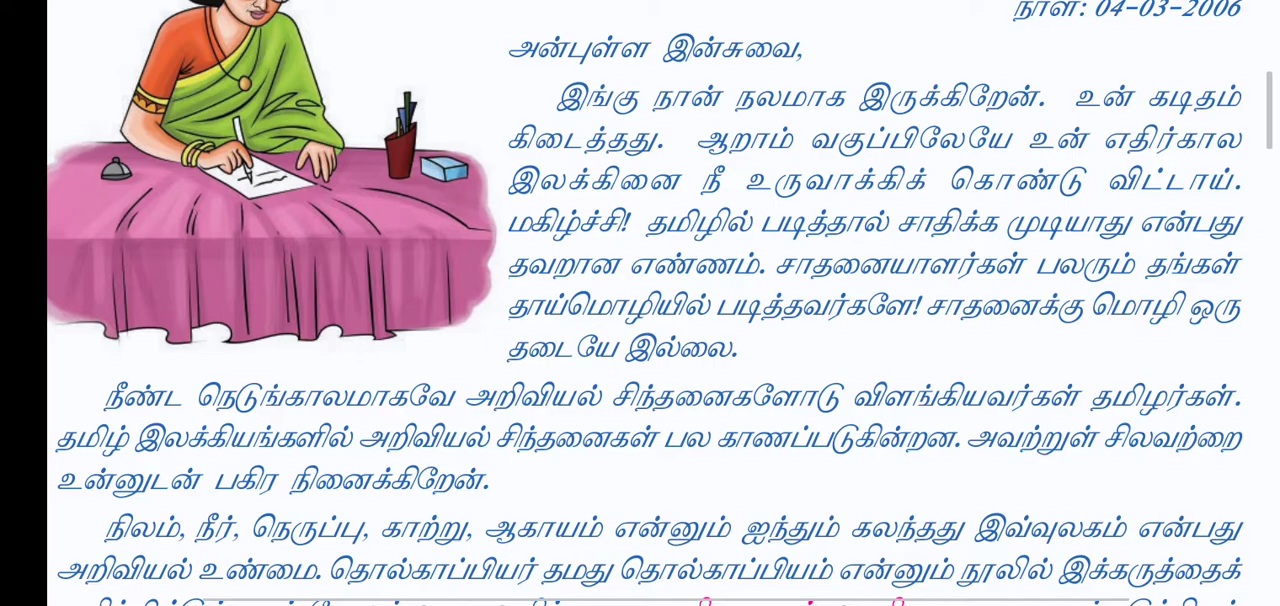 நாள்: 04-03-2006
அன்புள்ள இன்சுவை,
இங்கு நான் நலமாக இருக்கிறேன். உன் கடிதம்
கிடைத்தது. ஆறாம் வகுப்பிலேயே உன் எதிர்கால
இலக்கினை நீ உருவாக்கிக் கொண்டு விட்டாய்.
மகிழ்ச்சி! தமிழில் படித்தால் சாதிக்க முடியாது என்பது
தவறான எண்ணம். சாதனையாளர்கள் பலரும் தங்கள்
தாய்மொழியில் படித்தவர்களே! சாதனைக்கு மொழி ஒரு
தடையே இல்லை.
நீண்ட நெடுங்காலமாகவே அறிவியல் சிந்தனைகளோடு விளங்கியவர்கள் தமிழர்கள்.
தமிழ் இலக்கியங்களில் அறிவியல் சிந்தனைகள் பல காணப்படுகின்றன. அவற்றுள் சிலவற்றை
உன்னுடன் பகிர நினைக்கிறேன்.
நிலம், நீர், நெருப்பு, காற்று, ஆகாயம் என்னும் ஐந்தும் கலந்தது இவ்வுலகம் என்பது
அறிவியல் உண்மை. தொல்காப்பியர் தமது தொல்காப்பியம் என்னும் நூலில் இக்கருத்தைக்